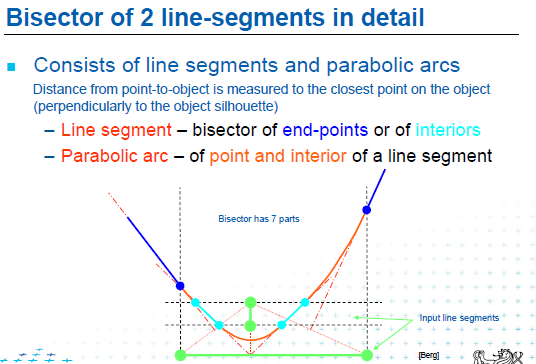 Bisector of 2 line-segments in detail
Consists of line segments and parabolic arcs
Distance from point-to-object is measured to the closest point on the object
(perpendicularly to the object silhouette)
– Line segment – bisector of end-points or of interiors
– Parabolic arc – of point and interior of a line segment
Bisector has 7 parts
Input line segments
[Berg]